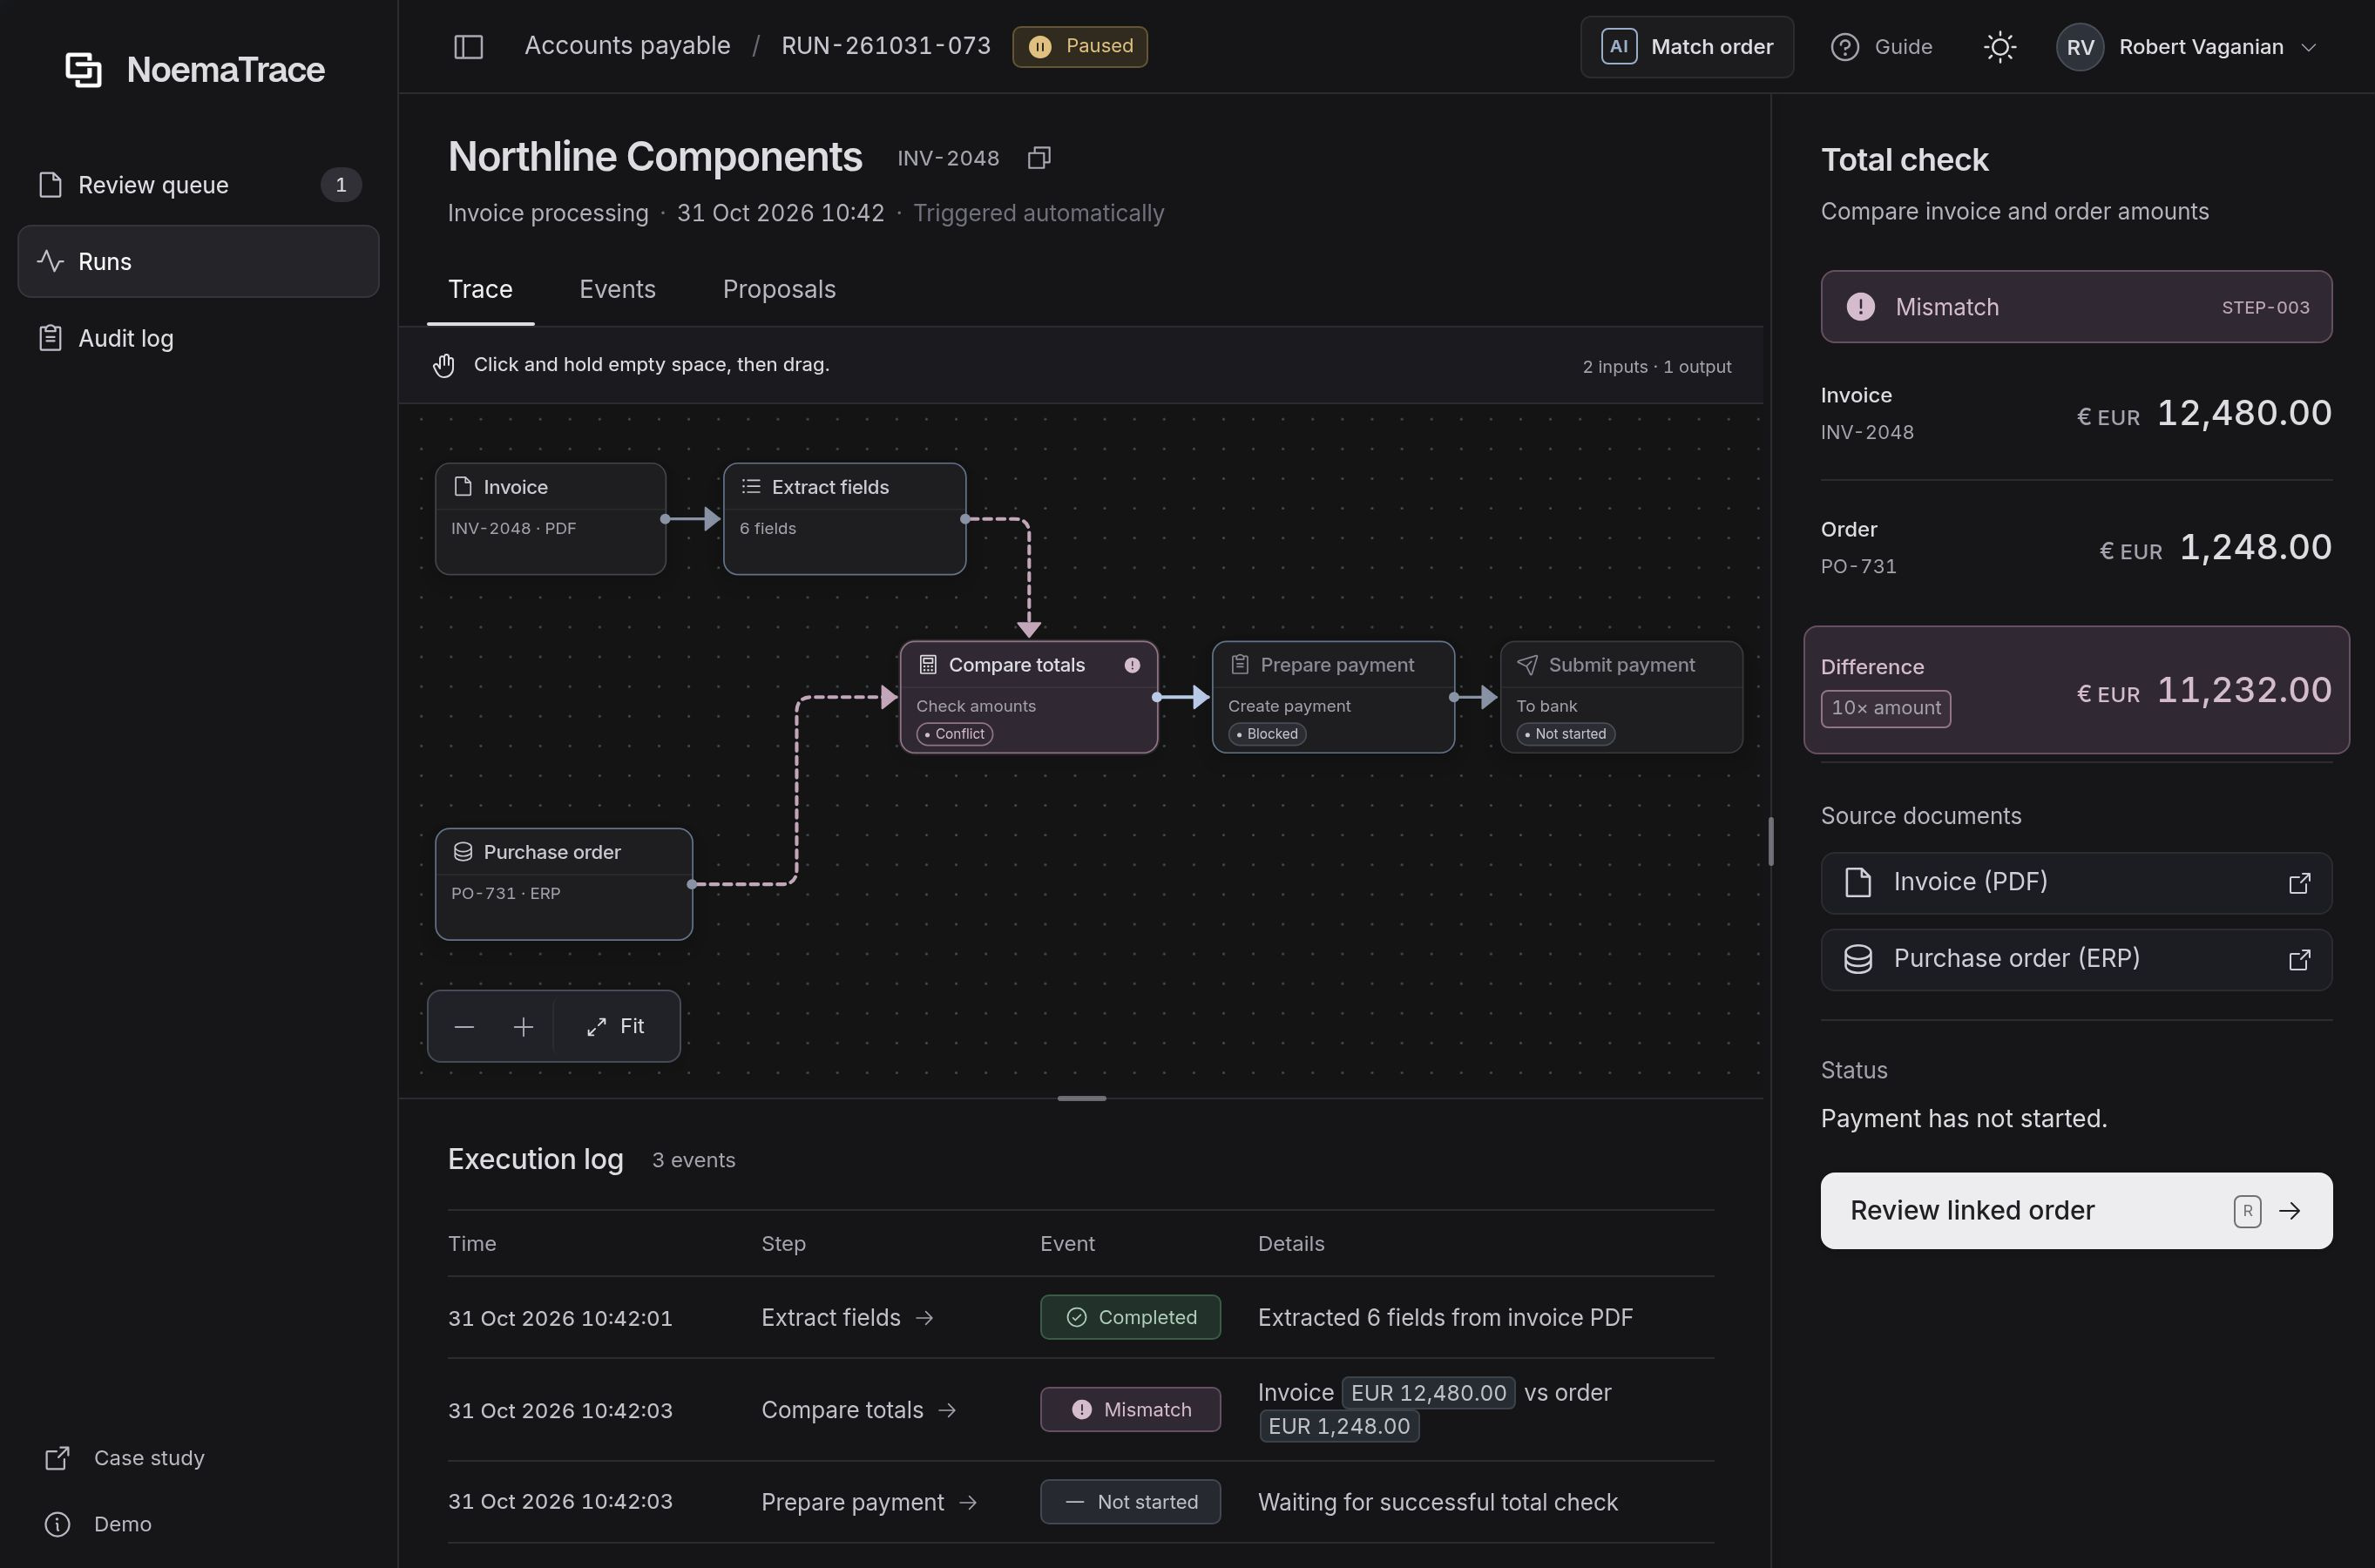 NoemaTrace
Review queue 1
Runs
Audit log
Case study
Demo
Accounts payable / RUN-261031-073 Paused
AI Match order Guide RV Robert Vaganian
Northline Components INV-2048
Invoice processing · 31 Oct 2026 10:42 · Triggered automatically
Trace Events Proposals
Click and hold empty space, then drag. 2 inputs · 1 output
Invoice
INV-2048 · PDF
Extract fields
6 fields
Compare totals
Check amounts
• Conflict
Prepare payment
Create payment
• Blocked
Submit payment
To bank
• Not started
Purchase order
PO-731 · ERP
Fit
Execution log 3 events
Time Step Event Details
31 Oct 2026 10:42:01 Extract fields → Completed Extracted 6 fields from invoice PDF
31 Oct 2026 10:42:03 Compare totals → Mismatch Invoice EUR 12,480.00 vs order
EUR 1,248.00
31 Oct 2026 10:42:03 Prepare payment → Not started Waiting for successful total check
Total check
Compare invoice and order amounts
Mismatch STEP-003
Invoice
INV-2048
€ EUR 12,480.00
Order
PO-731
€ EUR 1,248.00
Difference
10× amount
€ EUR 11,232.00
Source documents
Invoice (PDF)
Purchase order (ERP)
Status
Payment has not started.
Review linked order R →